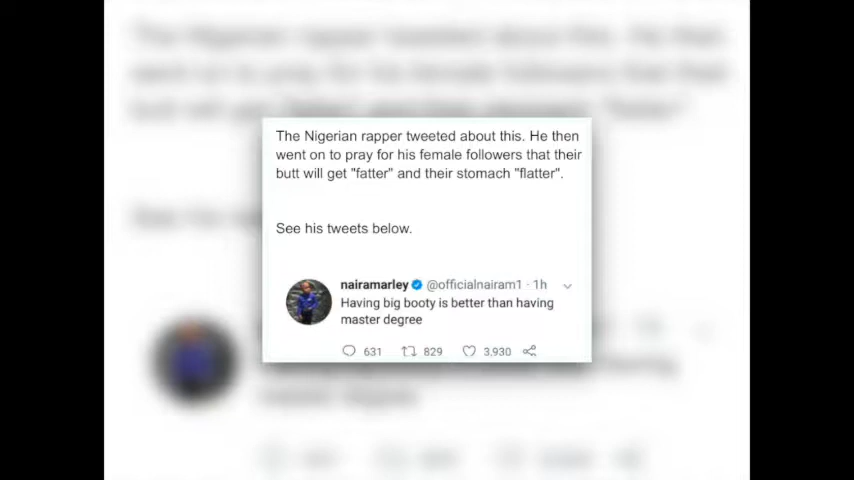 The Nigerian rapper tweeted about this. He then
went on to pray for his female followers that their
butt will get "fatter" and their stomach "flatter".
See his tweets below.
nairamarley @officialnairam1 · 1h
Having big booty is better than having
master degree
631 829 3,930